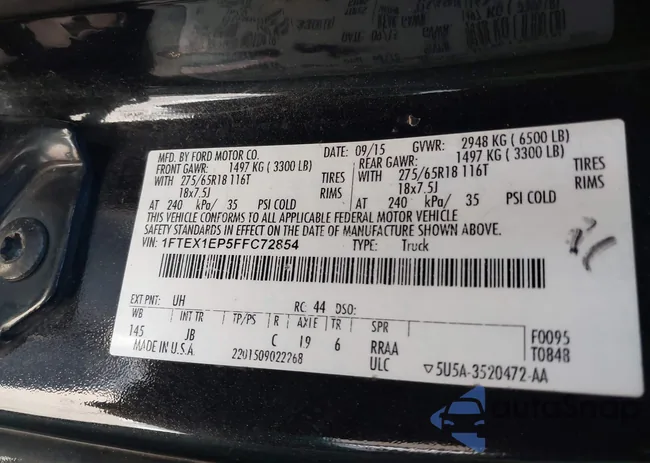 MFD. BY FORD MOTOR CO. DATE: 09/15 GVWR: 2948 KG ( 6500 LB)
FRONT GAWR: 1497 KG ( 3300 LB) REAR GAWR: 1497 KG ( 3300 LB)
WITH 275/65R18 116T TIRES WITH 275/65R18 116T TIRES
18x7.5J RIMS 18x7.5J RIMS
AT 240 kPa/ 35 PSI COLD AT 240 kPa/ 35 PSI COLD
THIS VEHICLE CONFORMS TO ALL APPLICABLE FEDERAL MOTOR VEHICLE
SAFETY STANDARDS IN EFFECT ON THE DATE OF MANUFACTURE SHOWN ABOVE.
VIN: 1FTEX1EP5FFC72854 TYPE: Truck
EXT PNT: UH RC: 44 DSO:
WB INT TR TP/PS R AXLE TR SPR
145 JB C 19 6 RRAA F0095
MADE IN U.S.A. 2201509022268 ULC T0848
▽5U5A-3520472-AA
autoSnap